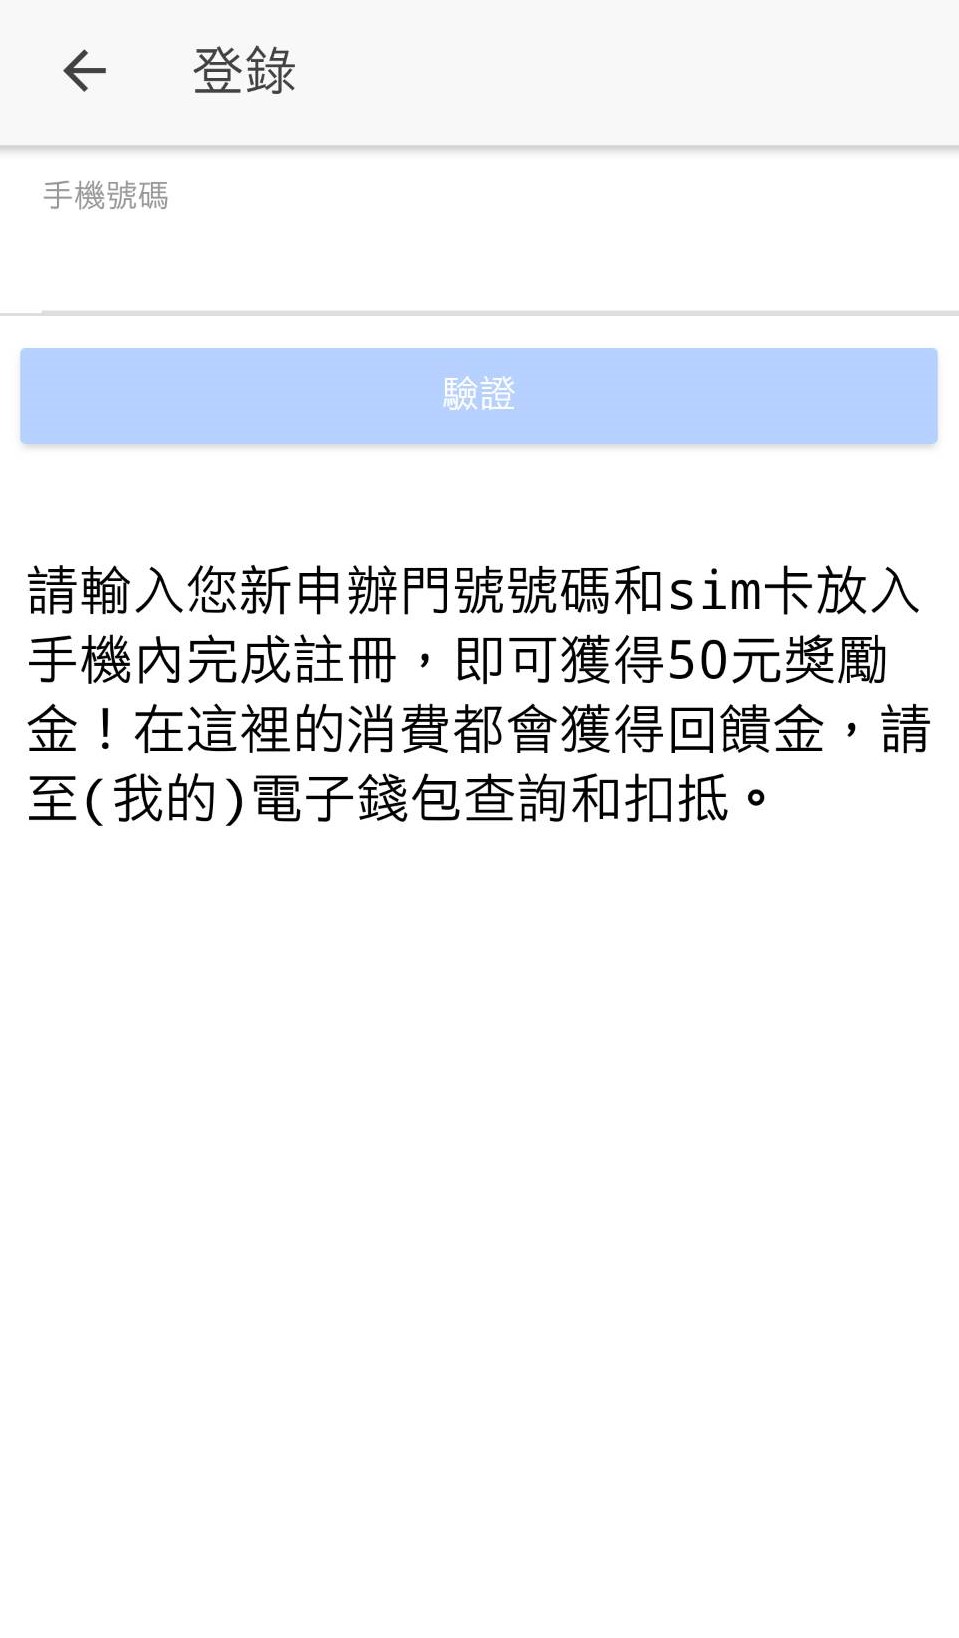 登錄
手機號碼
驗證
請輸入您新申辦門號號碼和sim卡放入
手機內完成註冊，即可獲得50元獎勵
金！在這裡的消費都會獲得回饋金，請
至(我的)電子錢包查詢和扣抵。